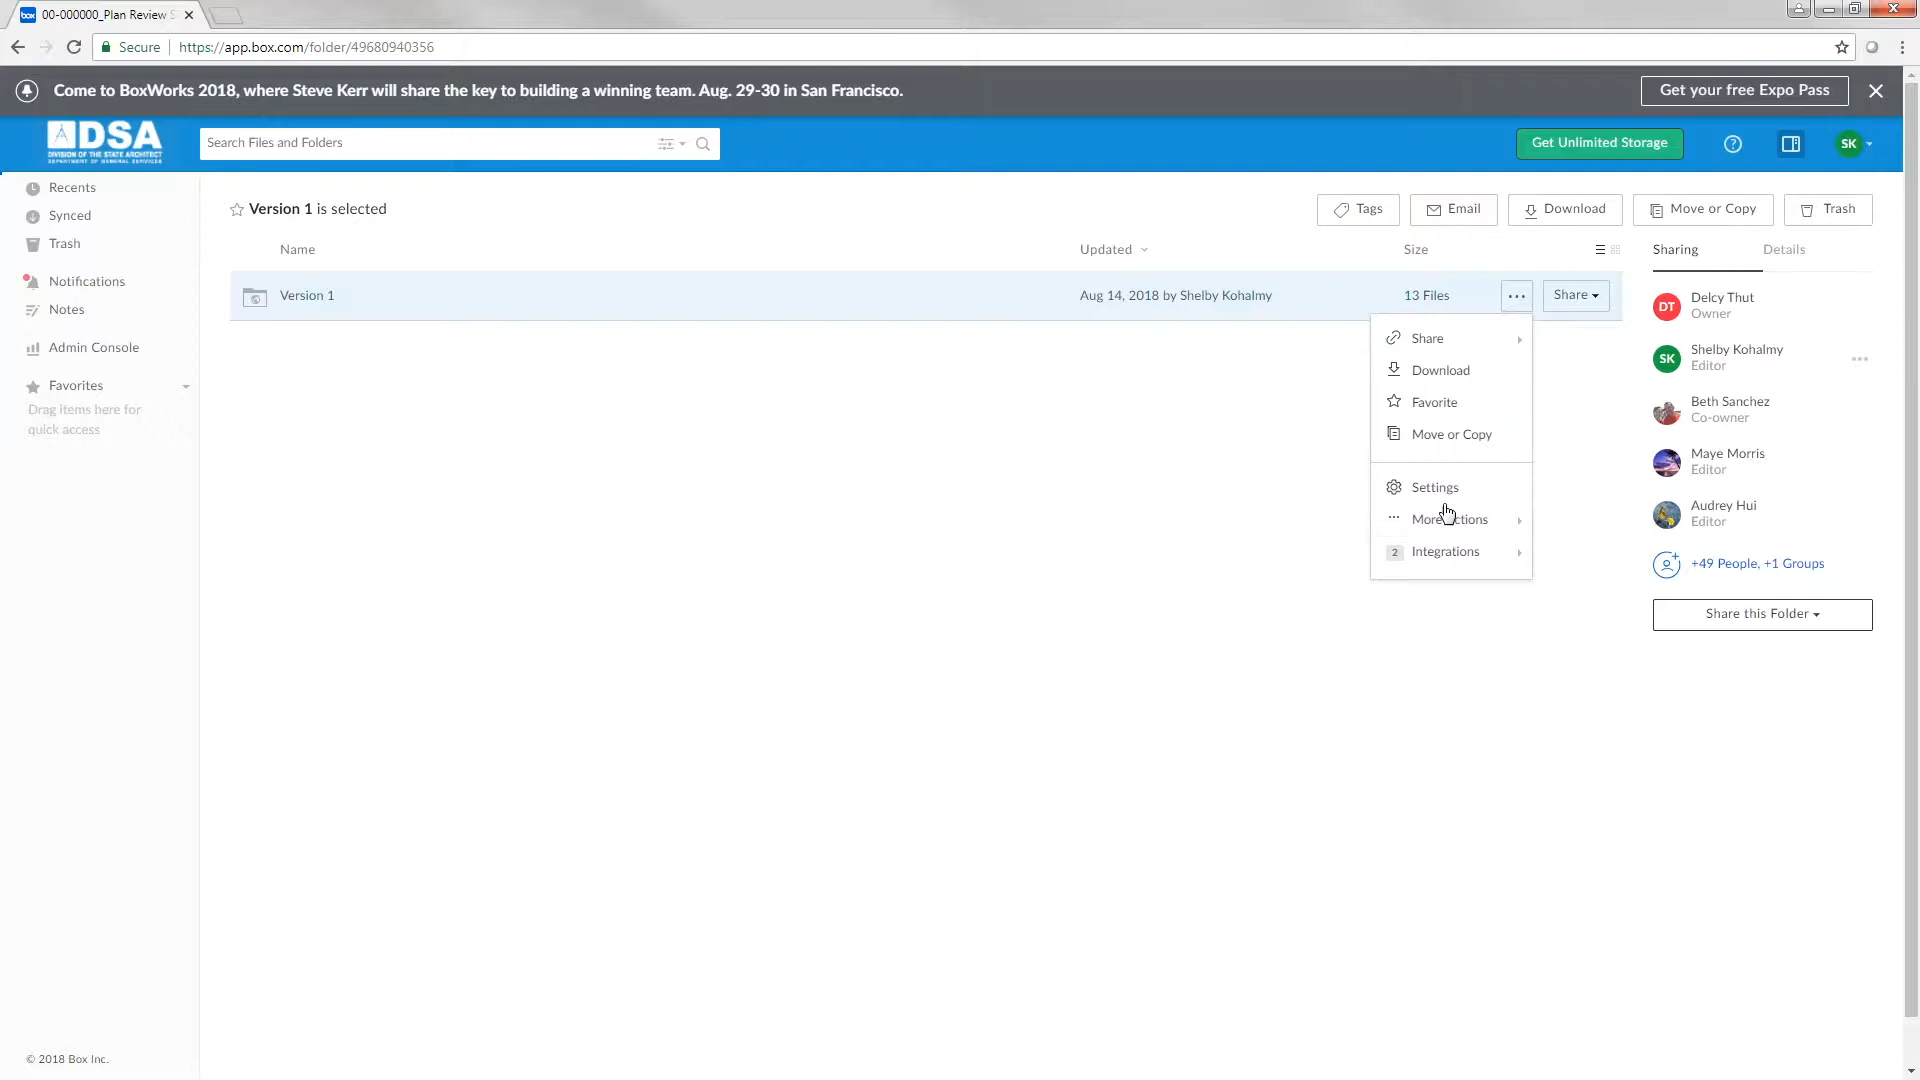 00-000000_Plan Review S
Secure
https://app.box.com/folder/49680940356
Come to BoxWorks 2018, where Steve Kerr will share the key to building a winning team. Aug. 29-30 in San Francisco.
Get your free Expo Pass
DSA
DIVISION OF THE STATE ARCHITECT
DEPARTMENT OF GENERAL SERVICES
Search Files and Folders
Get Unlimited Storage
SK
Recents
Synced
Trash
Notifications
Notes
Admin Console
Favorites
Drag items here for
quick access
Version 1 is selected
Tags
Email
Download
Move or Copy
Trash
Name
Updated
Size
Version 1
Aug 14, 2018 by Shelby Kohalmy
13 Files
Share
Share
Download
Favorite
Move or Copy
Settings
More
2
Integrations
Sharing
Details
DT
Delcy Thut
Owner
SK
Shelby Kohalmy
Editor
Beth Sanchez
Co-owner
Maye Morris
Editor
Audrey Hui
Editor
+49 People, +1 Groups
Share this Folder
© 2018 Box Inc.